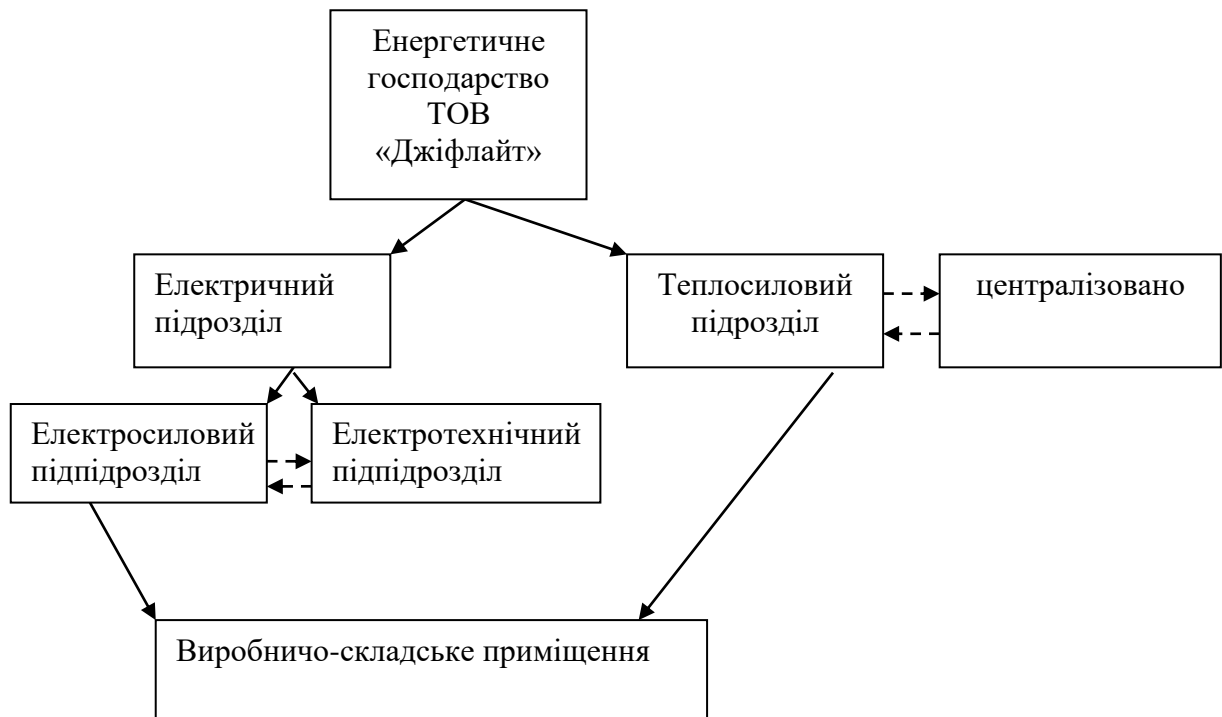 Енергетичне
господарство
ТОВ
«Джіфлайт»
Електричний
підрозділ
Теплосиловий
підрозділ
централізовано
Електросиловий
підпідрозділ
Електротехнічний
підпідрозділ
Виробничо-складське приміщення